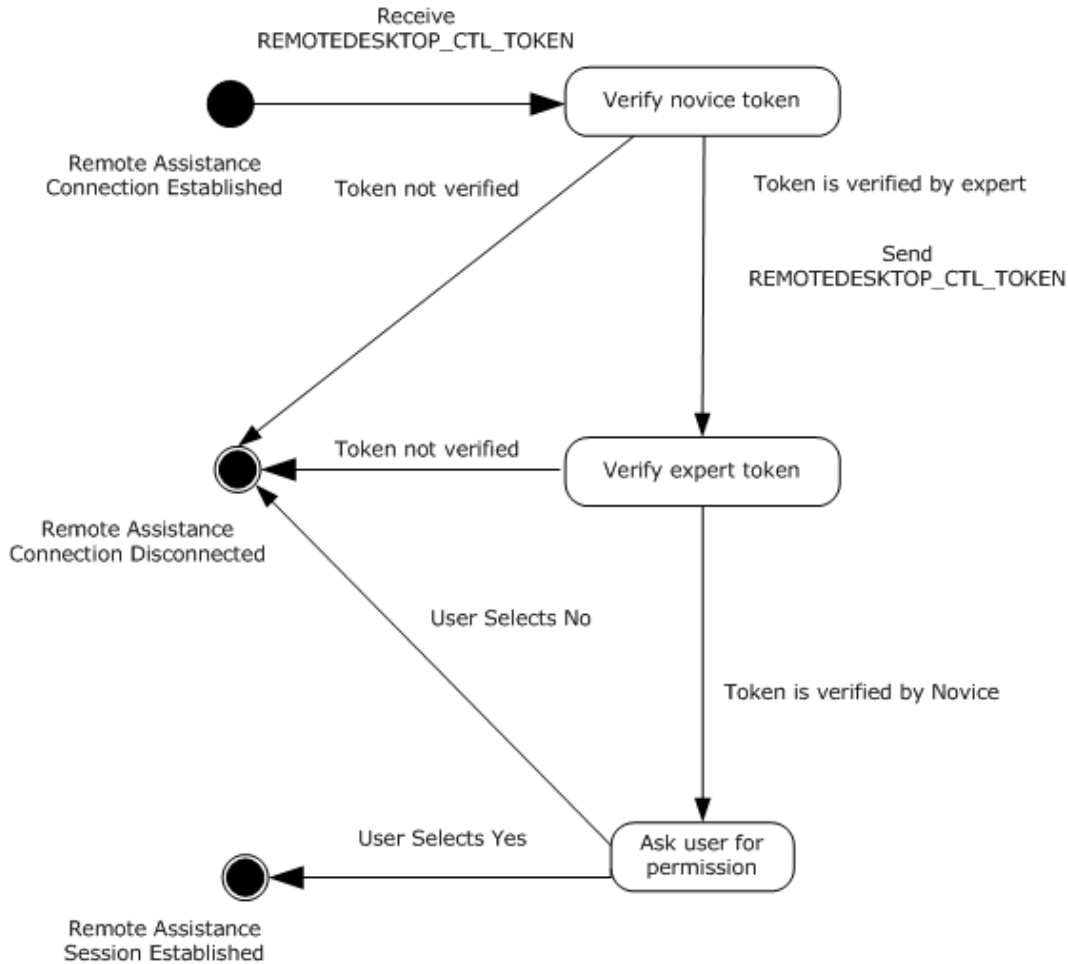 Receive
REMOTEDESKTOP_CTL_TOKEN
Verify novice token
Remote Assistance
Connection Established
Token not verified
Token is verified by expert
Send
REMOTEDESKTOP_CTL_TOKEN
Token not verified
Verify expert token
Remote Assistance
Connection Disconnected
User Selects No
Token is verified by Novice
User Selects Yes
Ask user for
permission
Remote Assistance
Session Established